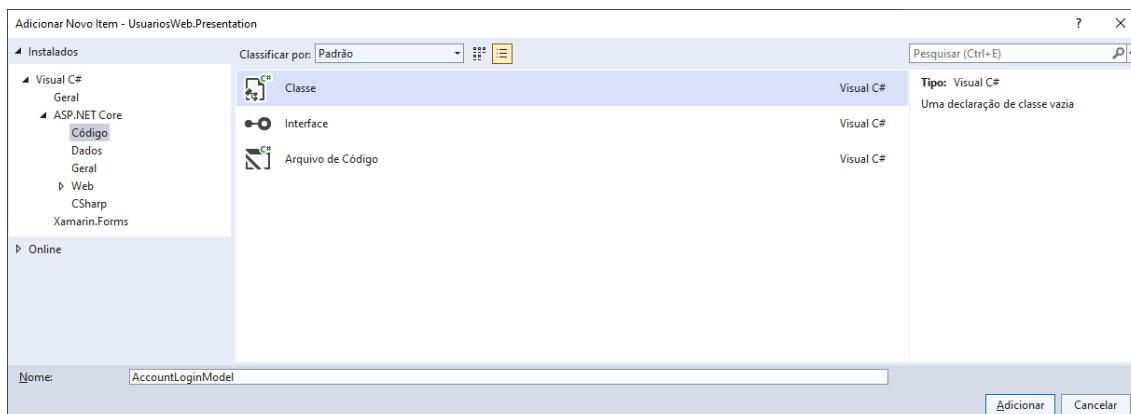 Adicionar Novo Item - UsuariosWeb.Presentation
?
Instalados
Classificar por: Padrão
Pesquisar (Ctrl+E)
Visual C#
Geral
ASP.NET Core
Código
Dados
Geral
Web
CSharp
Xamarin.Forms
Online
C# Classe Visual C#
Interface Visual C#
C# Arquivo de Código Visual C#
Tipo: Visual C#
Uma declaração de classe vazia
Nome: AccountLoginModel
Adicionar Cancelar